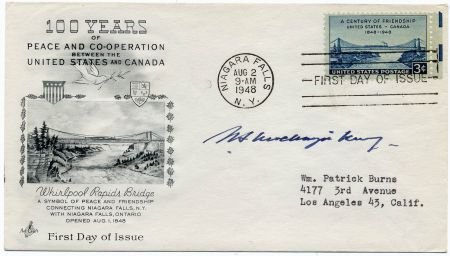 100 YEARS
OF
PEACE AND CO-OPERATION
BETWEEN THE
UNITED STATES AND CANADA
Whirlpool Rapids Bridge
A SYMBOL OF PEACE AND FRIENDSHIP
CONNECTING NIAGARA FALLS, N.Y.
WITH NIAGARA FALLS, ONTARIO
OPENED AUG. 1, 1848
ArtCraft
First Day of Issue
NIAGARA FALLS
AUG 2
9-AM
1948
N.Y.
A CENTURY OF FRIENDSHIP
UNITED STATES - CANADA
1848-1948
UNITED STATES POSTAGE 3¢
FIRST DAY OF ISSUE
Wm. Patrick Burns
4177 3rd Avenue
Los Angeles 43, Calif.